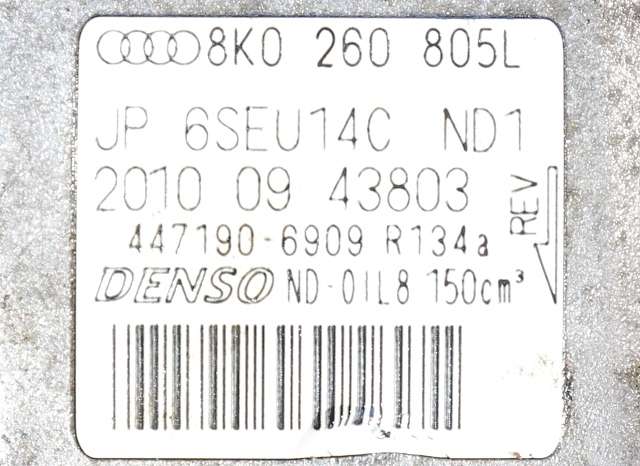 8K0 260 805L
JP 6SEU14C ND1
2010 09 43803
REV
447190-6909 R134a
DENSO ND-OIL8 150cm³